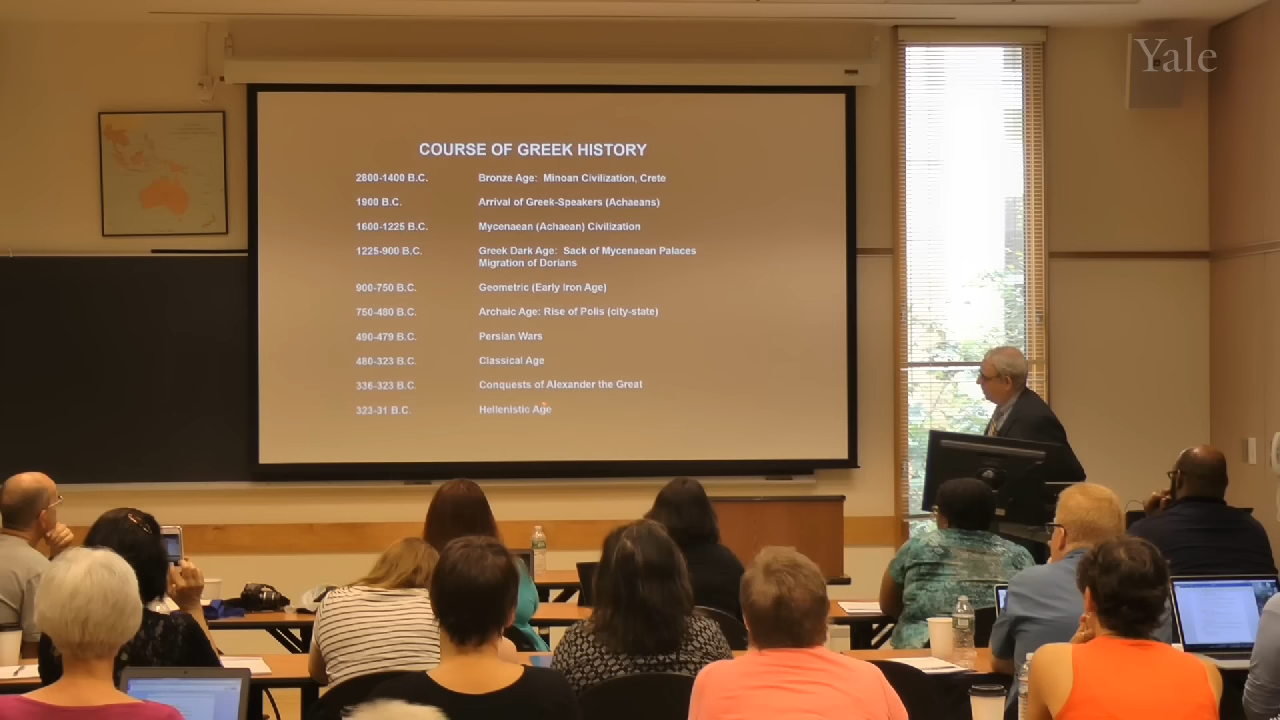 Yale
COURSE OF GREEK HISTORY
2800-1400 B.C. Bronze Age: Minoan Civilization, Crete
1900 B.C. Arrival of Greek-Speakers (Achaeans)
1600-1225 B.C. Mycenaean (Achaean) Civilization
1225-900 B.C. Greek Dark Age: Sack of Mycenaean Palaces
Migration of Dorians
900-750 B.C. Geometric (Early Iron Age)
750-480 B.C. Archaic Age: Rise of Polis (city-state)
490-479 B.C. Persian Wars
480-323 B.C. Classical Age
336-323 B.C. Conquests of Alexander the Great
323-31 B.C. Hellenistic Age